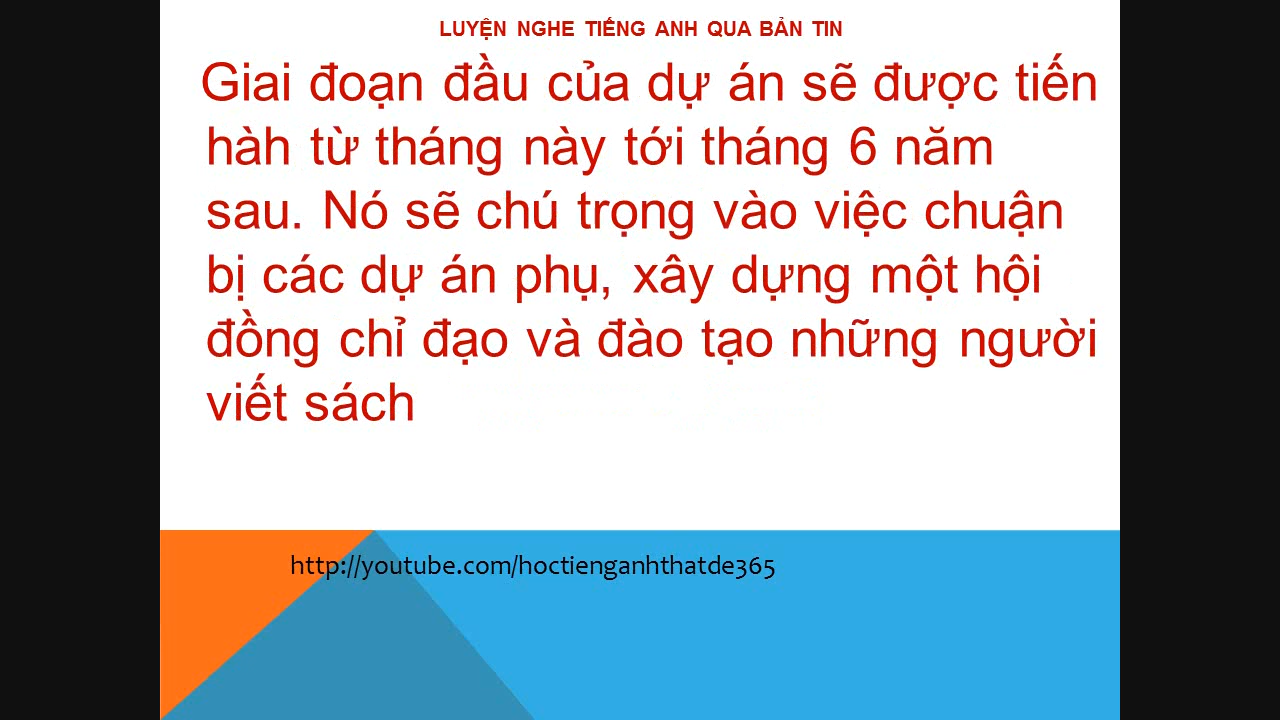 LUYỆN NGHE TIẾNG ANH QUA BẢN TIN
Giai đoạn đầu của dự án sẽ được tiến
hàh từ tháng này tới tháng 6 năm
sau. Nó sẽ chú trọng vào việc chuận
bị các dự án phụ, xây dựng một hội
đồng chỉ đạo và đào tạo những người
viết sách
http://youtube.com/hoctienganhthatde365